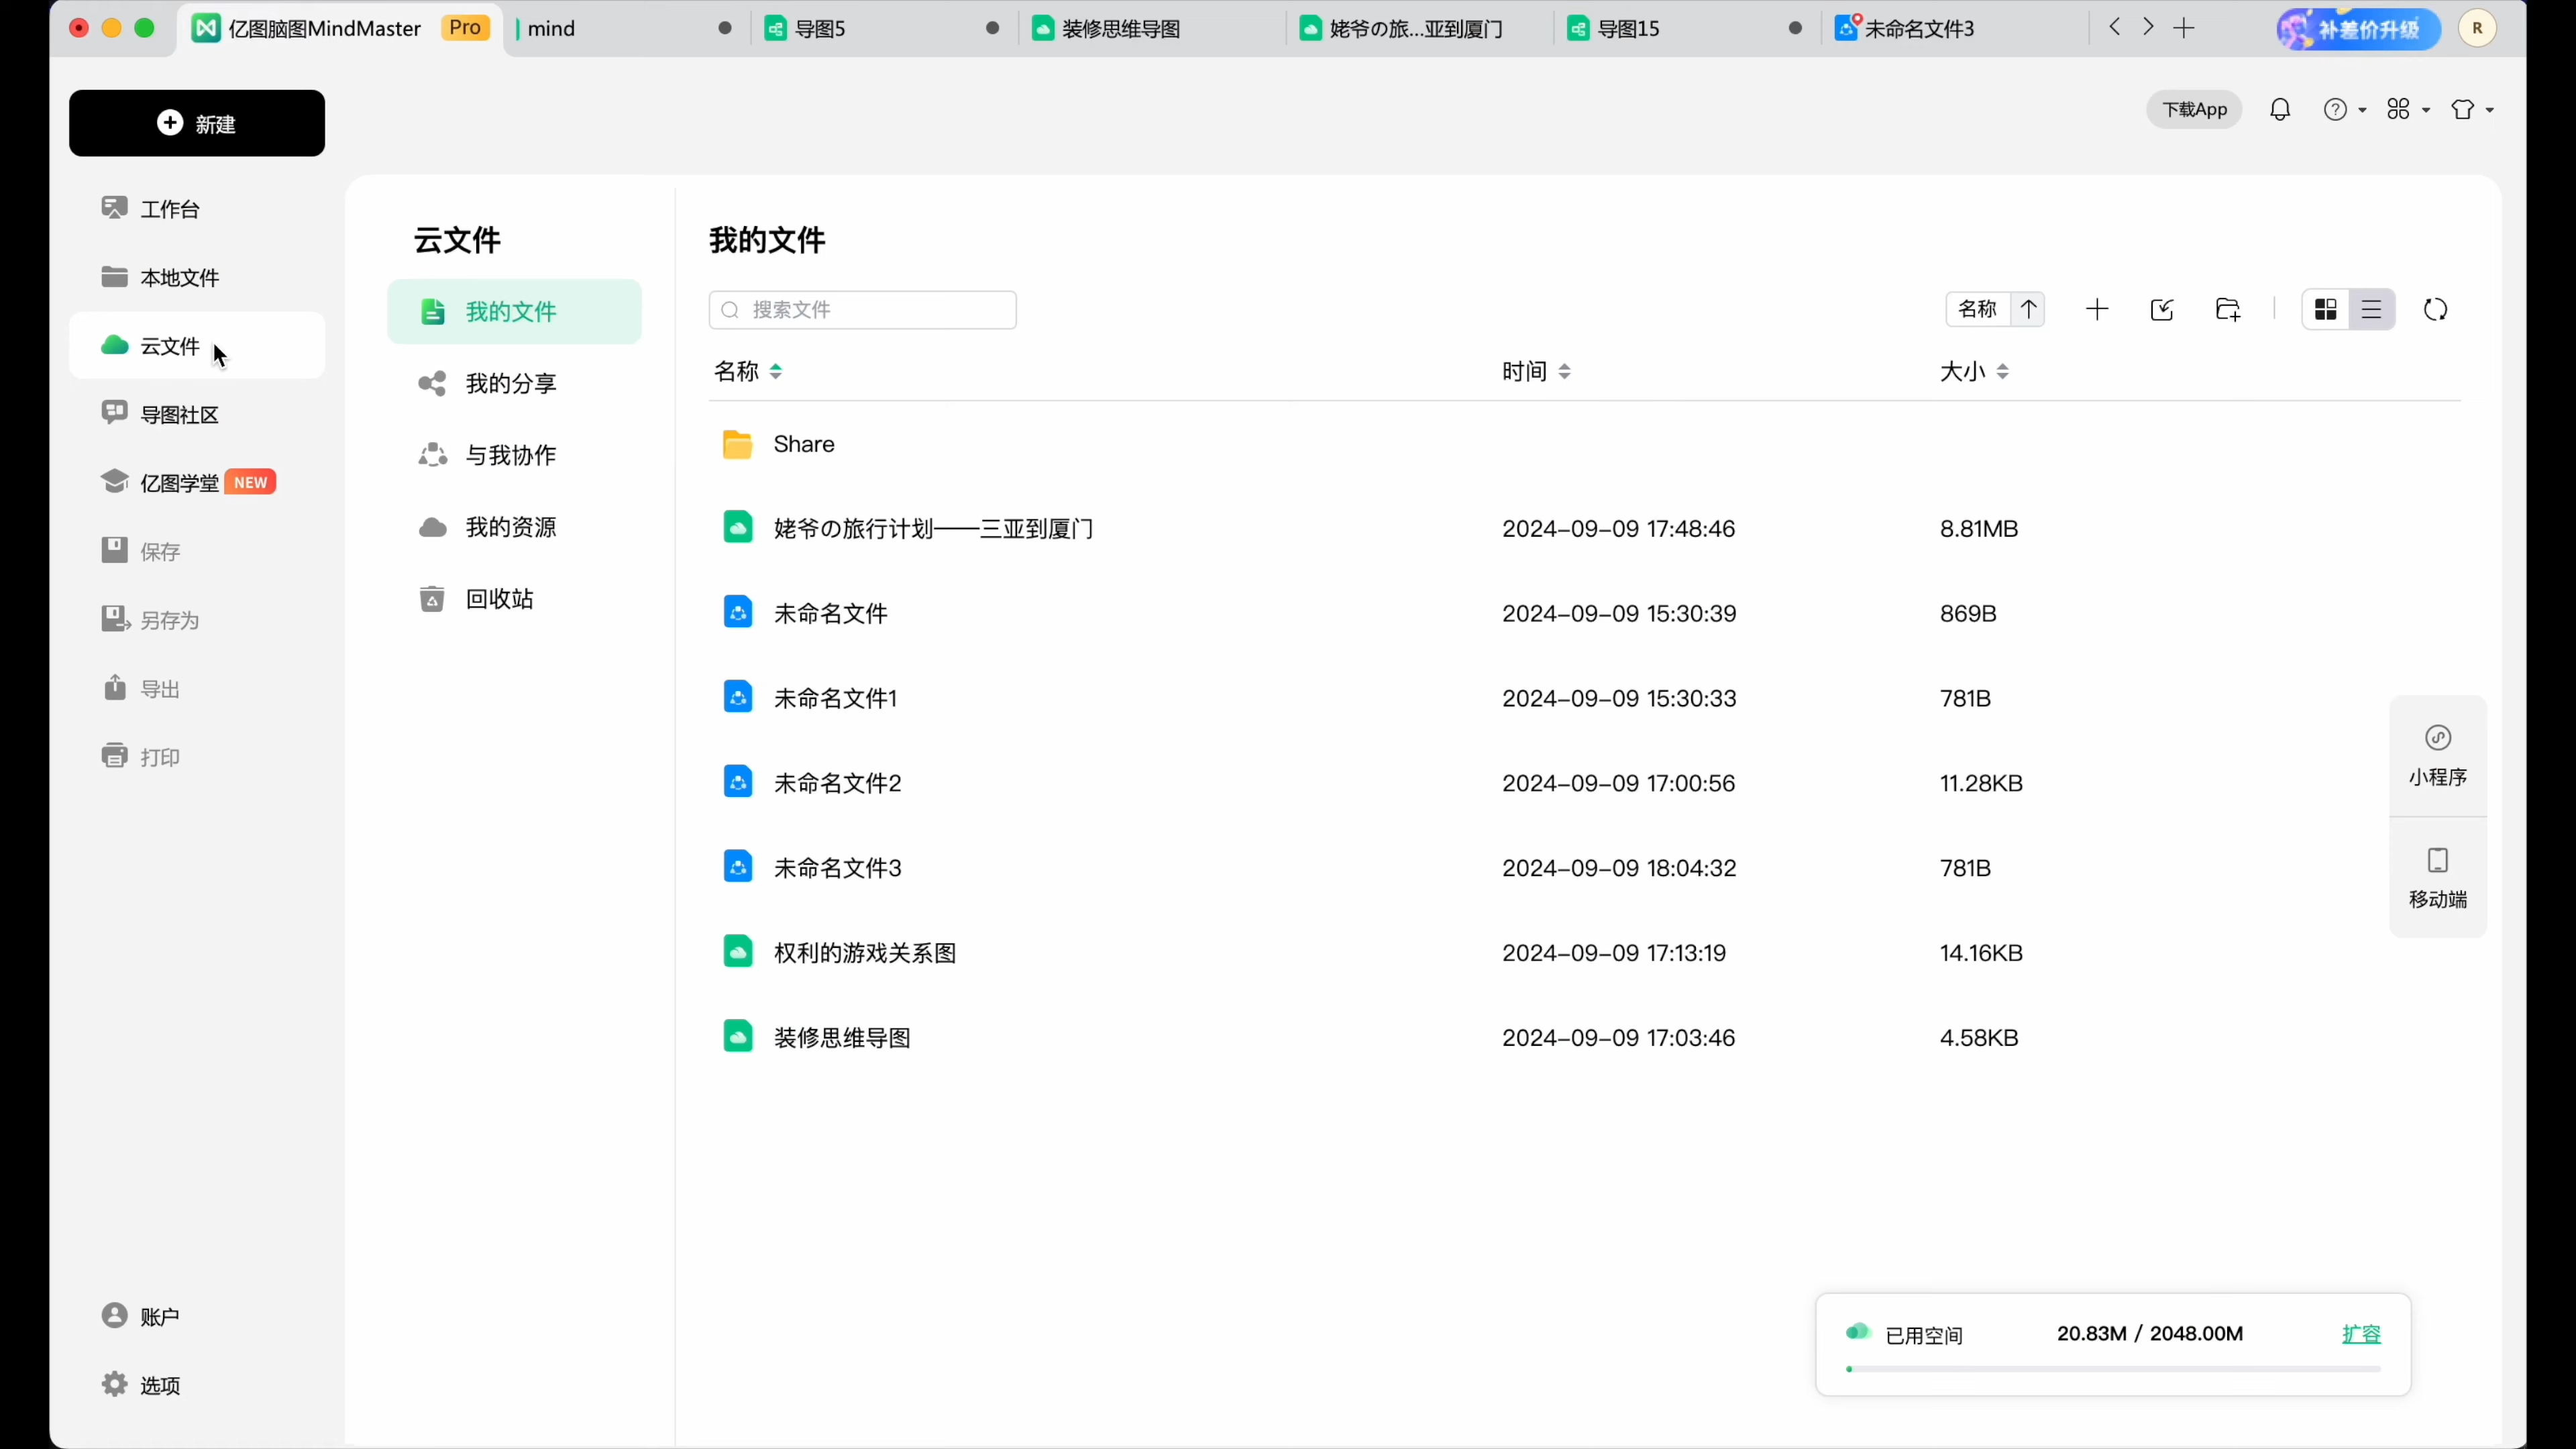 亿图脑图MindMaster Pro mind 导图5 装修思维导图 姥爷の旅...亚到厦门 导图15 未命名文件3 补差价升级 R
新建
下载App
工作台
本地文件
云文件
导图社区
亿图学堂 NEW
保存
另存为
导出
打印
账户
选项
云文件
我的文件
我的分享
与我协作
我的资源
回收站
我的文件
搜索文件
名称
名称 时间 大小
Share
姥爷の旅行计划——三亚到厦门 2024-09-09 17:48:46 8.81MB
未命名文件 2024-09-09 15:30:39 869B
未命名文件1 2024-09-09 15:30:33 781B
未命名文件2 2024-09-09 17:00:56 11.28KB
未命名文件3 2024-09-09 18:04:32 781B
权利的游戏关系图 2024-09-09 17:13:19 14.16KB
装修思维导图 2024-09-09 17:03:46 4.58KB
小程序
移动端
已用空间 20.83M / 2048.00M 扩容